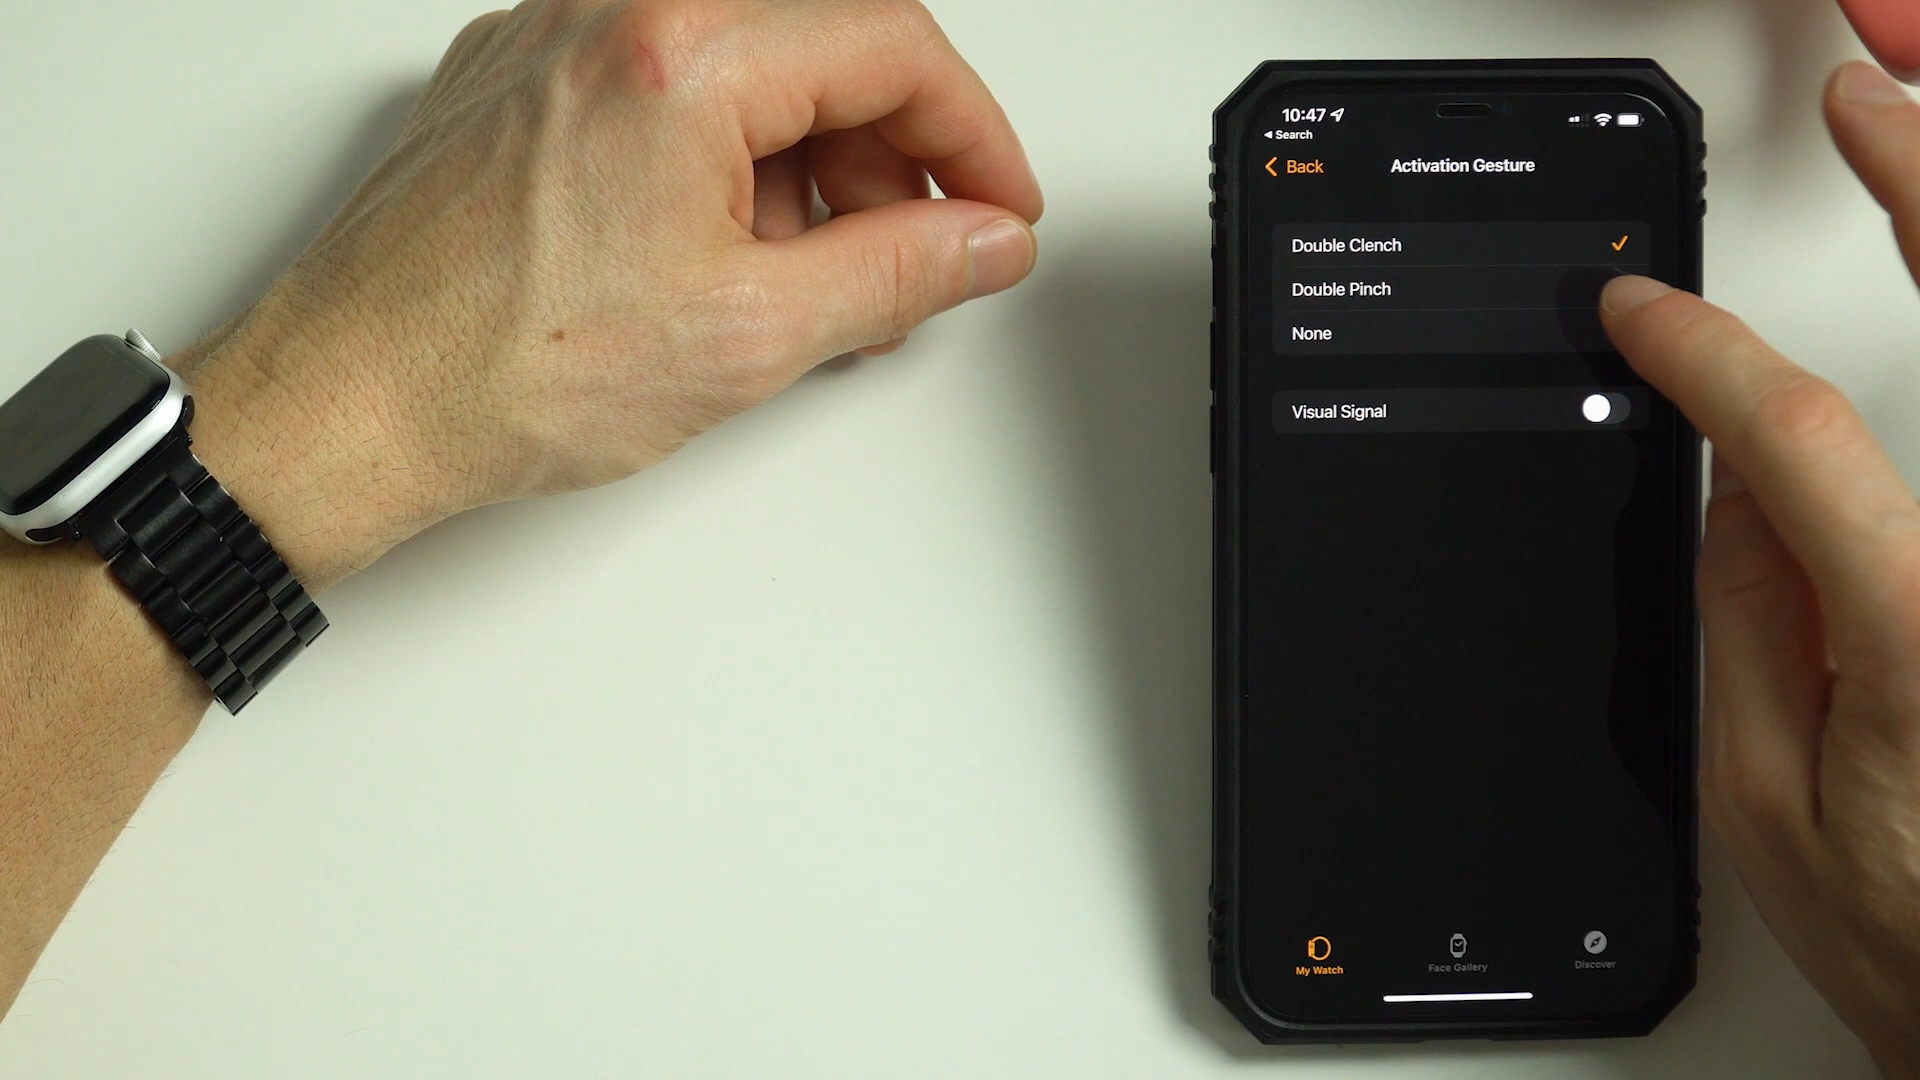 10:47
Search
Back
Activation Gesture
Double Clench
Double Pinch
None
Visual Signal
My Watch
Face Gallery
Discover